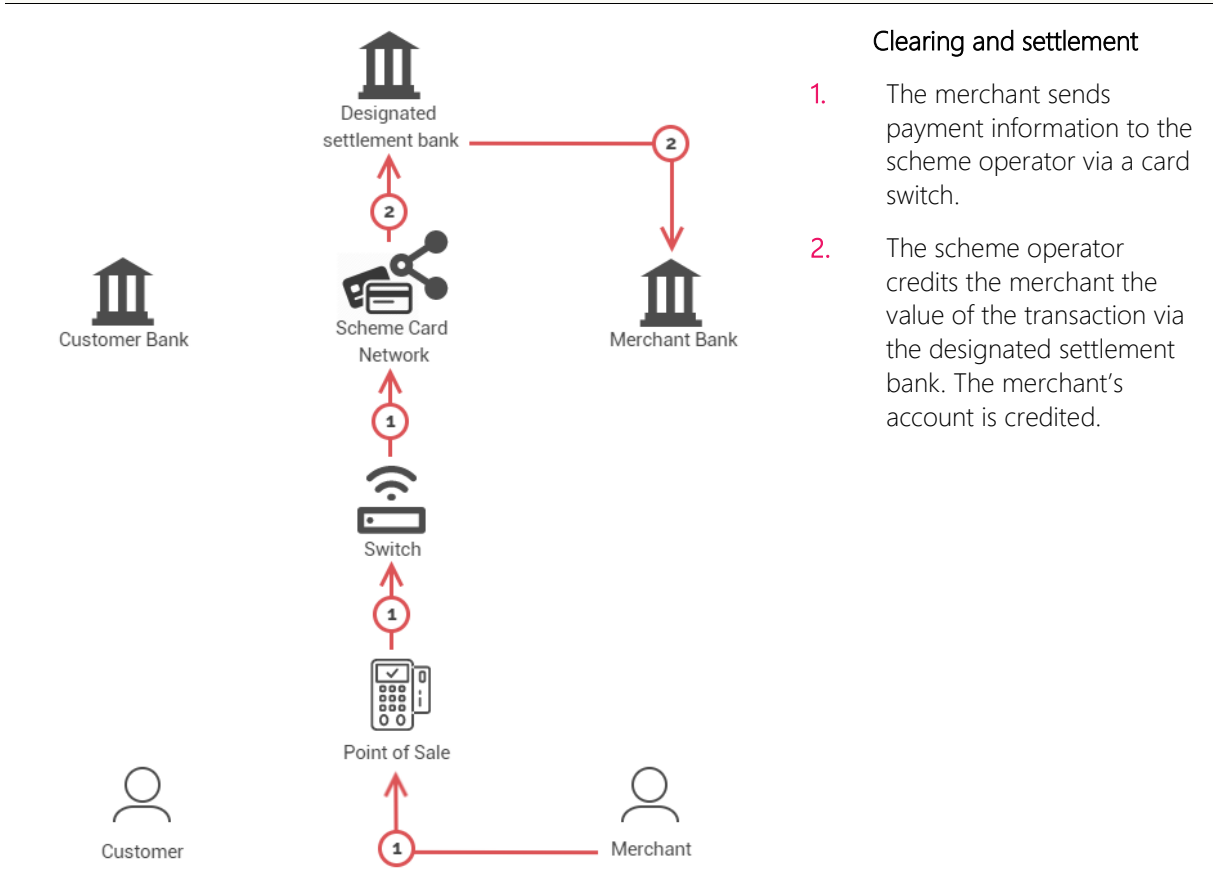 Designated
settlement bank
2
2
Customer Bank
Scheme Card
Network
Merchant Bank
1
Switch
1
Point of Sale
Customer
1
Merchant
Clearing and settlement
1. The merchant sends
payment information to the
scheme operator via a card
switch.
2. The scheme operator
credits the merchant the
value of the transaction via
the designated settlement
bank. The merchant’s
account is credited.